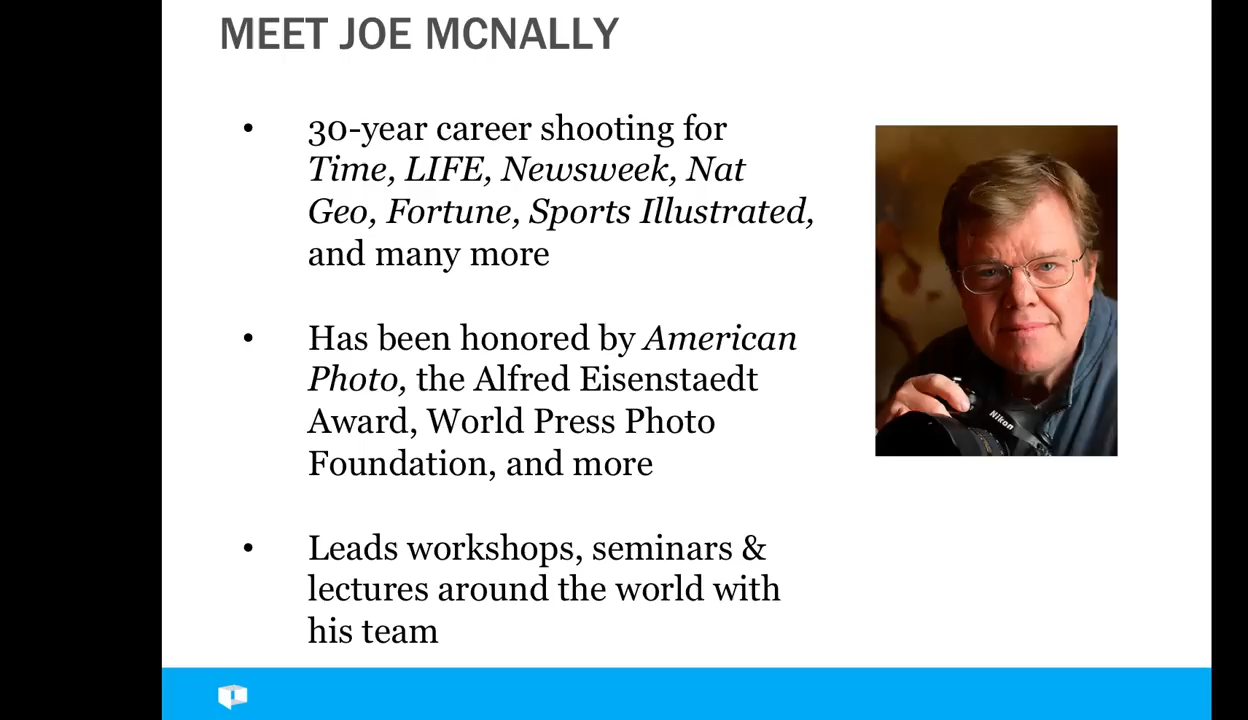 MEET JOE MCNALLY
• 30-year career shooting for
Time, LIFE, Newsweek, Nat
Geo, Fortune, Sports Illustrated,
and many more
• Has been honored by American
Photo, the Alfred Eisenstaedt
Award, World Press Photo
Foundation, and more
• Leads workshops, seminars &
lectures around the world with
his team
Nikon